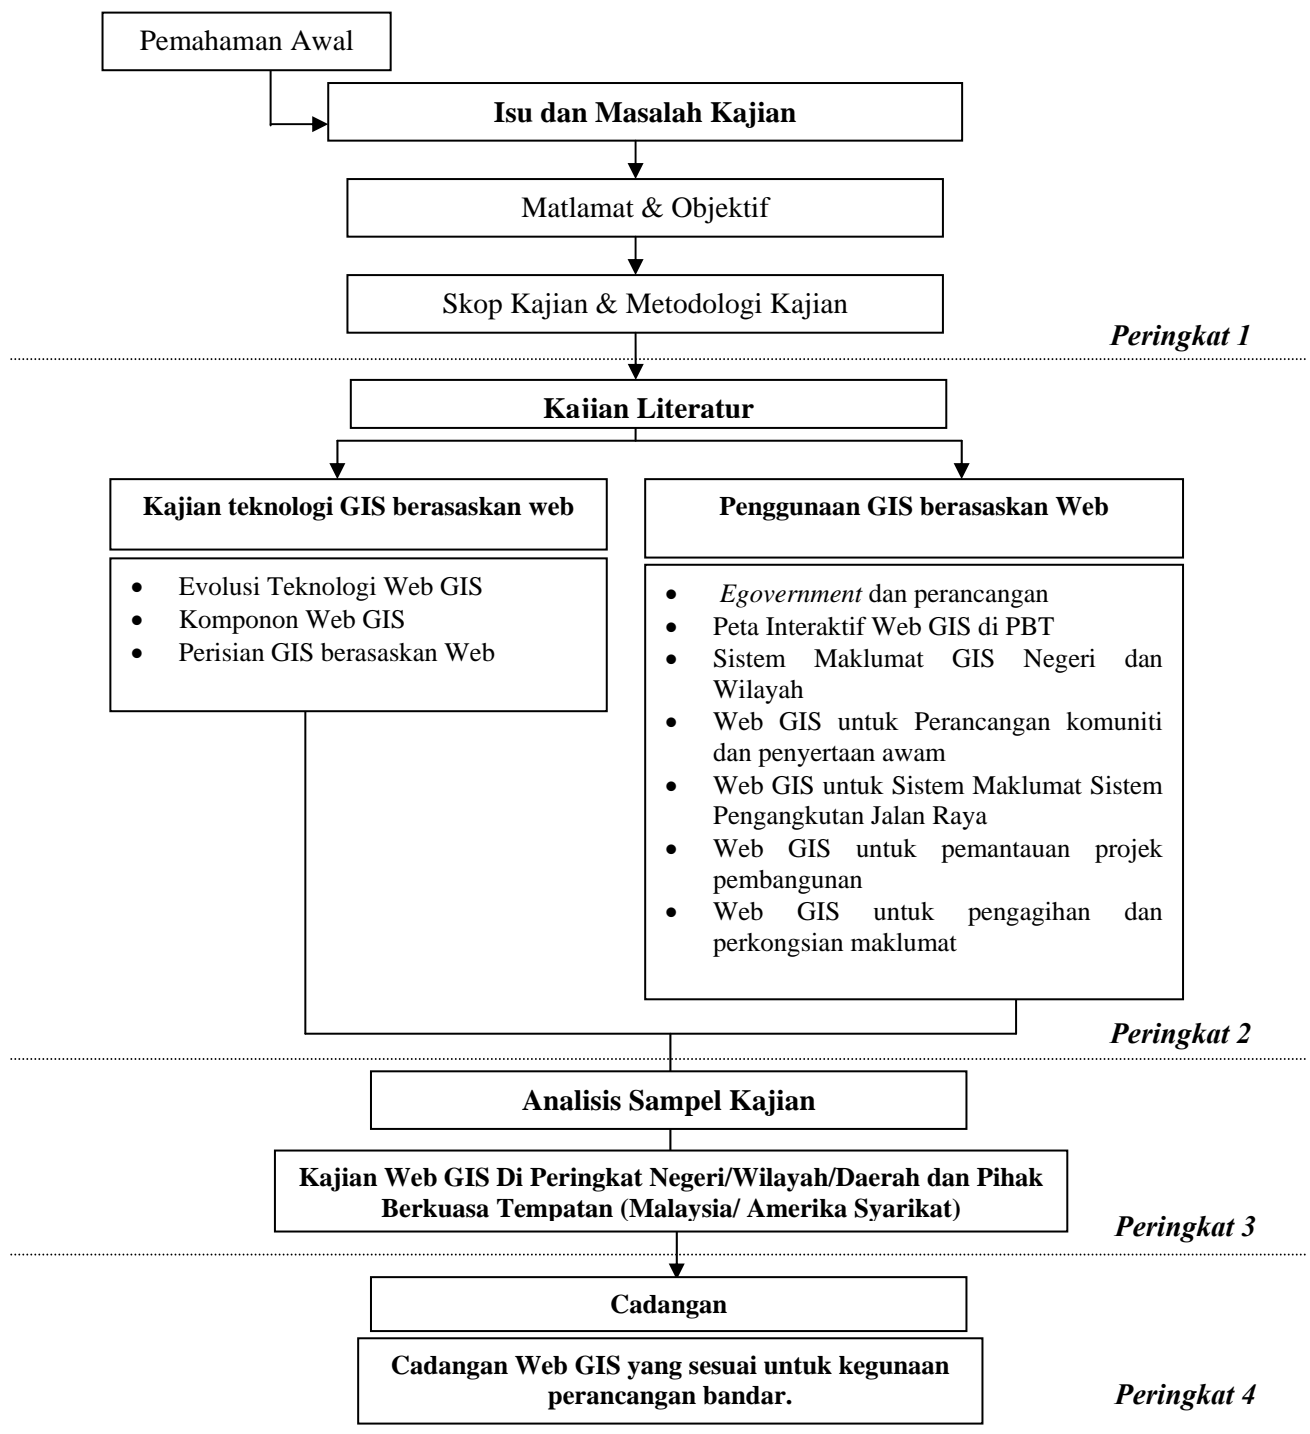 Pemahaman Awal
Isu dan Masalah Kajian
Matlamat & Objektif
Skop Kajian & Metodologi Kajian
Peringkat 1
Kajian Literatur
Kajian teknologi GIS berasaskan web
• Evolusi Teknologi Web GIS
• Komponon Web GIS
• Perisian GIS berasaskan Web
Penggunaan GIS berasaskan Web
• Egovernment dan perancangan
• Peta Interaktif Web GIS di PBT
• Sistem Maklumat GIS Negeri dan
Wilayah
• Web GIS untuk Perancangan komuniti
dan penyertaan awam
• Web GIS untuk Sistem Maklumat Sistem
Pengangkutan Jalan Raya
• Web GIS untuk pemantauan projek
pembangunan
• Web GIS untuk pengagihan dan
perkongsian maklumat
Peringkat 2
Analisis Sampel Kajian
Kajian Web GIS Di Peringkat Negeri/Wilayah/Daerah dan Pihak
Berkuasa Tempatan (Malaysia/ Amerika Syarikat)
Peringkat 3
Cadangan
Cadangan Web GIS yang sesuai untuk kegunaan
perancangan bandar.
Peringkat 4